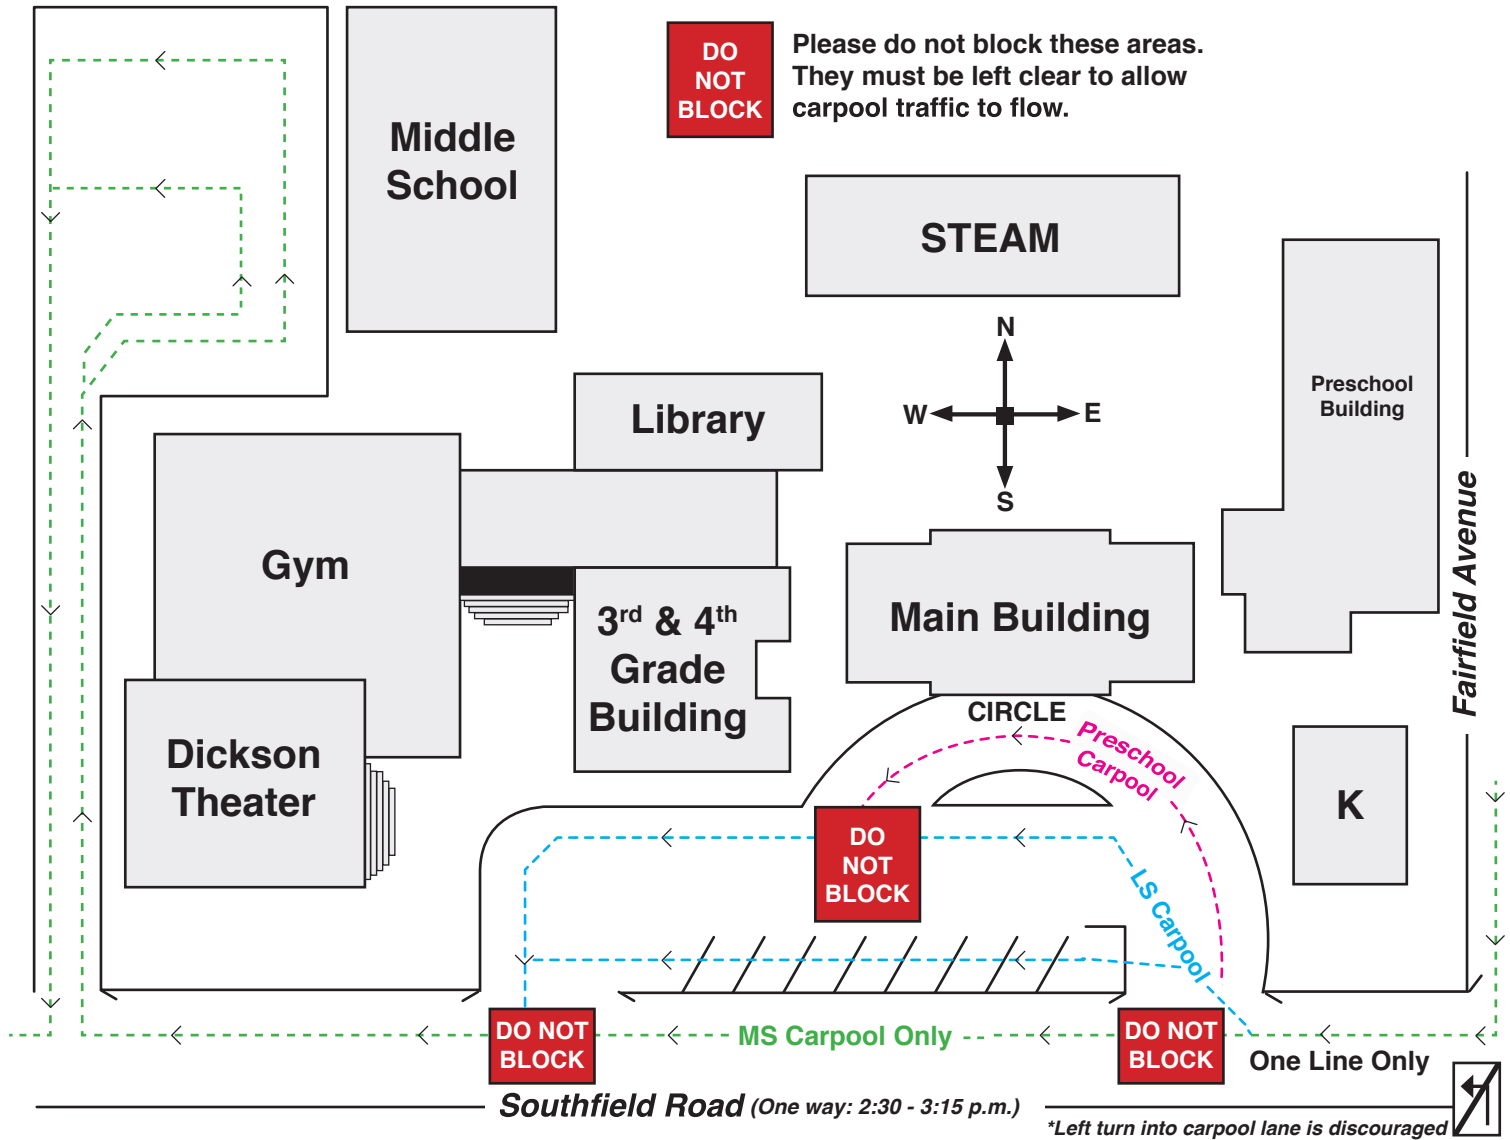 DO
NOT
BLOCK
Please do not block these areas.
They must be left clear to allow
carpool traffic to flow.
Middle
School
STEAM
N
W
E
S
Preschool
Building
Library
Fairfield Avenue
Gym
3rd & 4th
Grade
Building
Main Building
CIRCLE
Preschool
Carpool
Dickson
Theater
K
DO
NOT
BLOCK
LS Carpool
DO NOT
BLOCK
MS Carpool Only
DO NOT
BLOCK
One Line Only
Southfield Road (One way: 2:30 - 3:15 p.m.)
*Left turn into carpool lane is discouraged